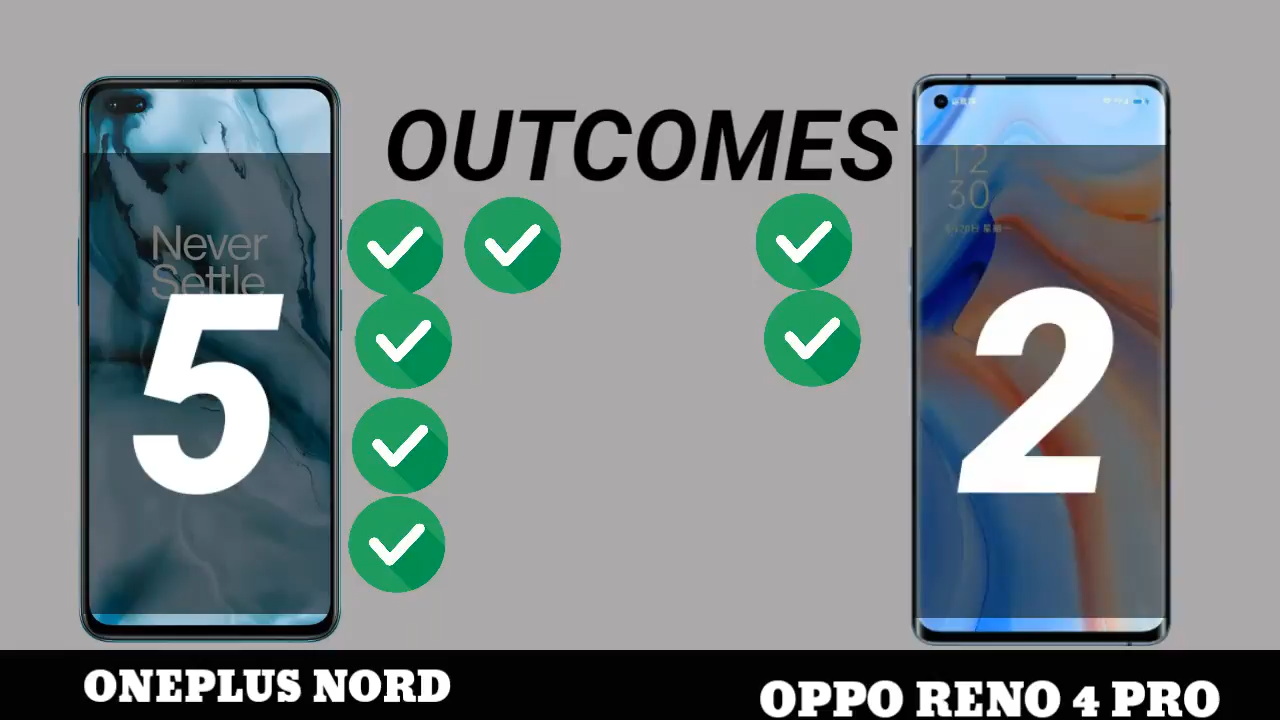 OUTCOMES
Never
Settle
5
12
30
2
ONEPLUS NORD
OPPO RENO 4 PRO